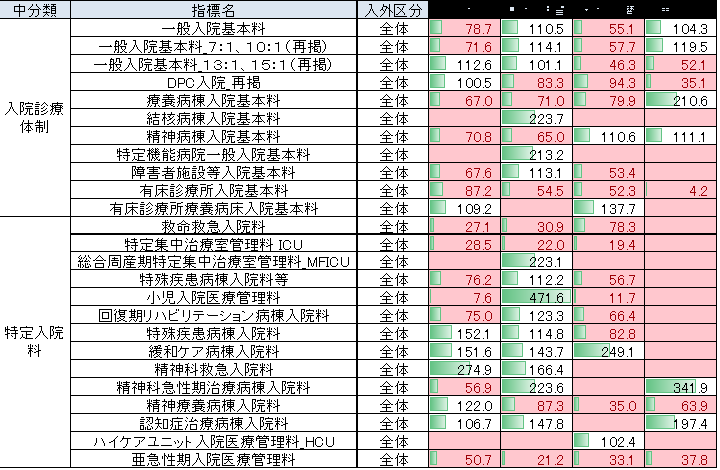 中分類 指標名 入外区分
一般入院基本料 全体 78.7 110.5 55.1 104.3
一般入院基本料_7:1、10:1(再掲) 全体 71.6 114.1 57.7 119.5
一般入院基本料_13:1、15:1(再掲) 全体 112.6 101.1 46.3 52.1
DPC入院_再掲 全体 100.5 83.3 94.3 35.1
入院診療体制 療養病棟入院基本料 全体 67.0 71.0 79.9 210.6
結核病棟入院基本料 全体 223.7
精神病棟入院基本料 全体 70.8 65.0 110.6 111.1
特定機能病院一般入院基本料 全体 213.2
障害者施設等入院基本料 全体 67.6 113.1 53.4
有床診療所入院基本料 全体 87.2 54.5 52.3 4.2
有床診療所療養病床入院基本料 全体 109.2 137.7
救命救急入院料 全体 27.1 30.9 78.3
特定集中治療室管理料 ICU 全体 28.5 22.0 19.4
総合周産期特定集中治療室管理料_MFICU 全体 223.1
特殊疾患病棟入院料等 全体 76.2 112.2 56.7
小児入院医療管理料 全体 7.6 471.6 11.7
回復期リハビリテーション病棟入院料 全体 75.0 123.3 66.4
特定入院料 特殊疾患病棟入院料 全体 152.1 114.8 82.8
緩和ケア病棟入院料 全体 151.6 143.7 249.1
精神科救急入院料 全体 274.9 166.4
精神科急性期治療病棟入院料 全体 56.9 223.6 341.9
精神療養病棟入院料 全体 122.0 87.3 35.0 63.9
認知症治療病棟入院料 全体 106.7 147.8 197.4
ハイケアユニット入院医療管理料_HCU 全体 102.4
亜急性期入院医療管理料 全体 50.7 21.2 33.1 37.8